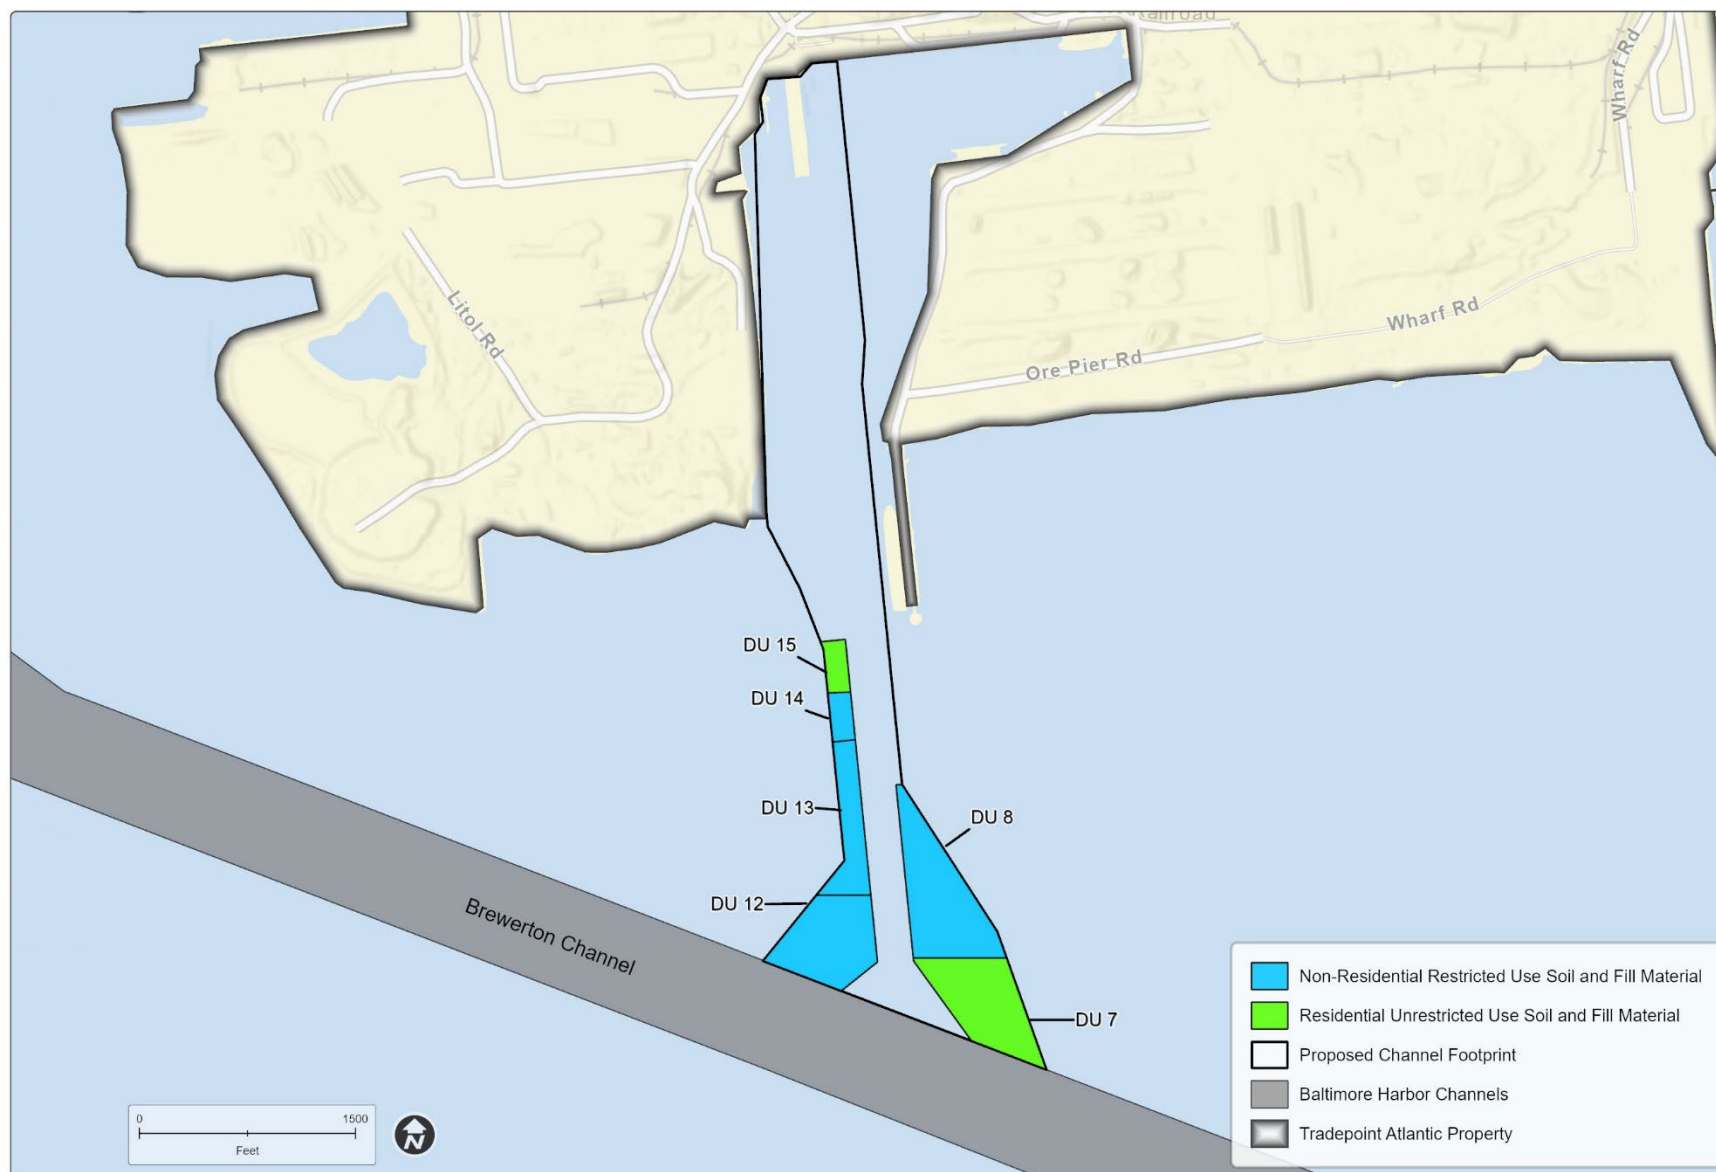 Railroad
Wharf Rd
Litol Rd
Wharf Rd
Ore Pier Rd
DU 15
DU 14
DU 13
DU 8
DU 12
Brewerton Channel
DU 7
Non-Residential Restricted Use Soil and Fill Material
Residential Unrestricted Use Soil and Fill Material
Proposed Channel Footprint
Baltimore Harbor Channels
Tradepoint Atlantic Property
0 1500
Feet
N